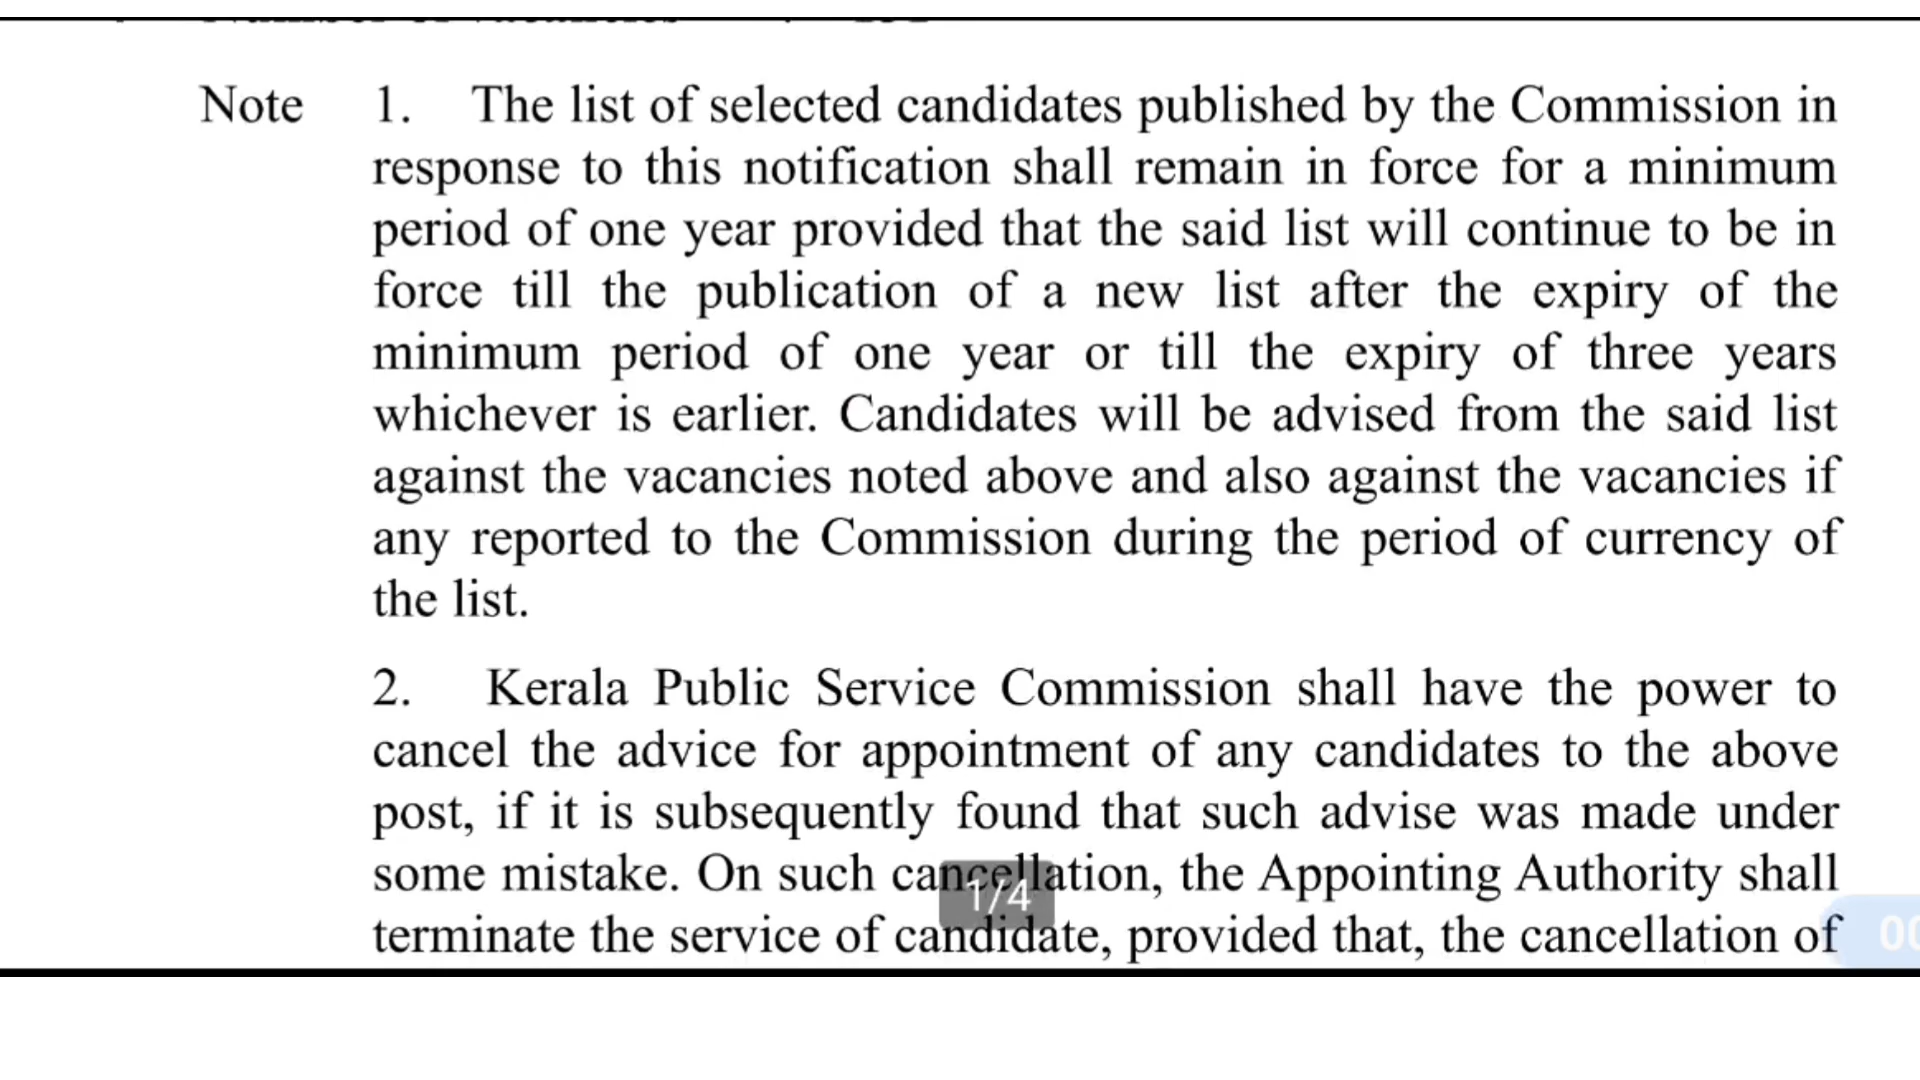 Note 1. The list of selected candidates published by the Commission in
response to this notification shall remain in force for a minimum
period of one year provided that the said list will continue to be in
force till the publication of a new list after the expiry of the
minimum period of one year or till the expiry of three years
whichever is earlier. Candidates will be advised from the said list
against the vacancies noted above and also against the vacancies if
any reported to the Commission during the period of currency of
the list.
2. Kerala Public Service Commission shall have the power to
cancel the advice for appointment of any candidates to the above
post, if it is subsequently found that such advise was made under
some mistake. On such cancellation, the Appointing Authority shall
1/4
terminate the service of candidate, provided that, the cancellation of